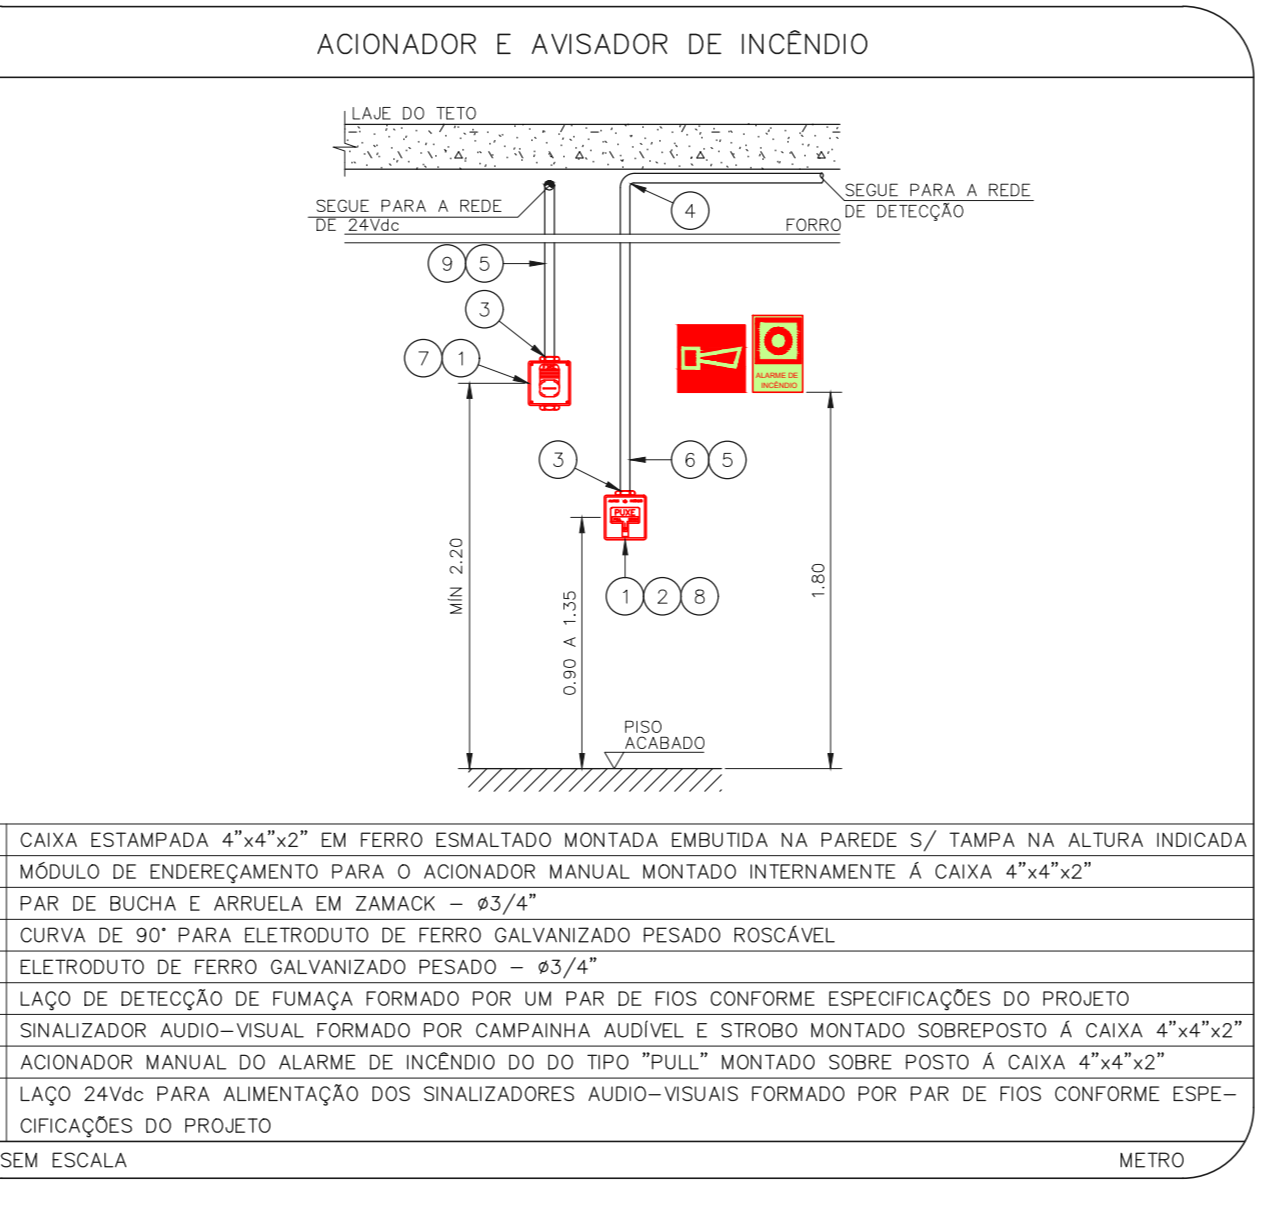 ACIONADOR E AVISADOR DE INCÊNDIO
LAJE DO TETO
SEGUE PARA A REDE
DE 24Vdc
4
SEGUE PARA A REDE
DE DETECÇÃO
FORRO
9 5
3
7 1
ALARME DE
INCÊNDIO
3
6 5
PUXE
1 2 8
MÍN 2.20
0.90 A 1.35
1.80
PISO
ACABADO
CAIXA ESTAMPADA 4"x4"x2" EM FERRO ESMALTADO MONTADA EMBUTIDA NA PAREDE S/ TAMPA NA ALTURA INDICADA
MÓDULO DE ENDEREÇAMENTO PARA O ACIONADOR MANUAL MONTADO INTERNAMENTE Á CAIXA 4"x4"x2"
PAR DE BUCHA E ARRUELA EM ZAMACK – ø3/4"
CURVA DE 90° PARA ELETRODUTO DE FERRO GALVANIZADO PESADO ROSCÁVEL
ELETRODUTO DE FERRO GALVANIZADO PESADO – ø3/4"
LAÇO DE DETECÇÃO DE FUMAÇA FORMADO POR UM PAR DE FIOS CONFORME ESPECIFICAÇÕES DO PROJETO
SINALIZADOR AUDIO–VISUAL FORMADO POR CAMPAINHA AUDÍVEL E STROBO MONTADO SOBREPOSTO Á CAIXA 4"x4"x2"
ACIONADOR MANUAL DO ALARME DE INCÊNDIO DO DO TIPO "PULL" MONTADO SOBRE POSTO Á CAIXA 4"x4"x2"
LAÇO 24Vdc PARA ALIMENTAÇÃO DOS SINALIZADORES AUDIO–VISUAIS FORMADO POR PAR DE FIOS CONFORME ESPE–
CIFICAÇÕES DO PROJETO
SEM ESCALA
METRO